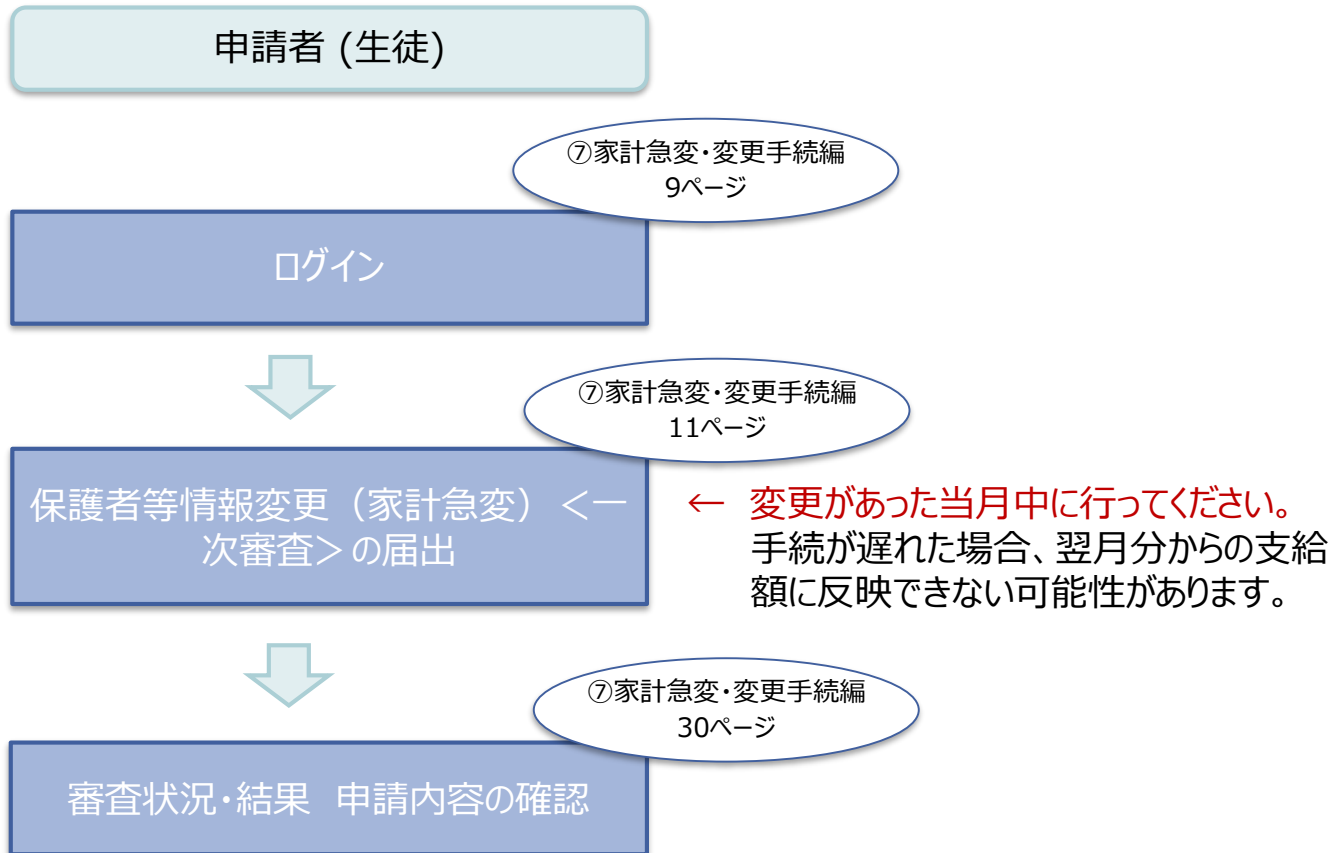 申請者 (生徒)
⑦家計急変・変更手続編
9ページ
ログイン
⑦家計急変・変更手続編
11ページ
保護者等情報変更（家計急変）＜一
次審査＞の届出
← 変更があった当月中に行ってください。
手続が遅れた場合、翌月分からの支給
額に反映できない可能性があります。
⑦家計急変・変更手続編
30ページ
審査状況・結果　申請内容の確認